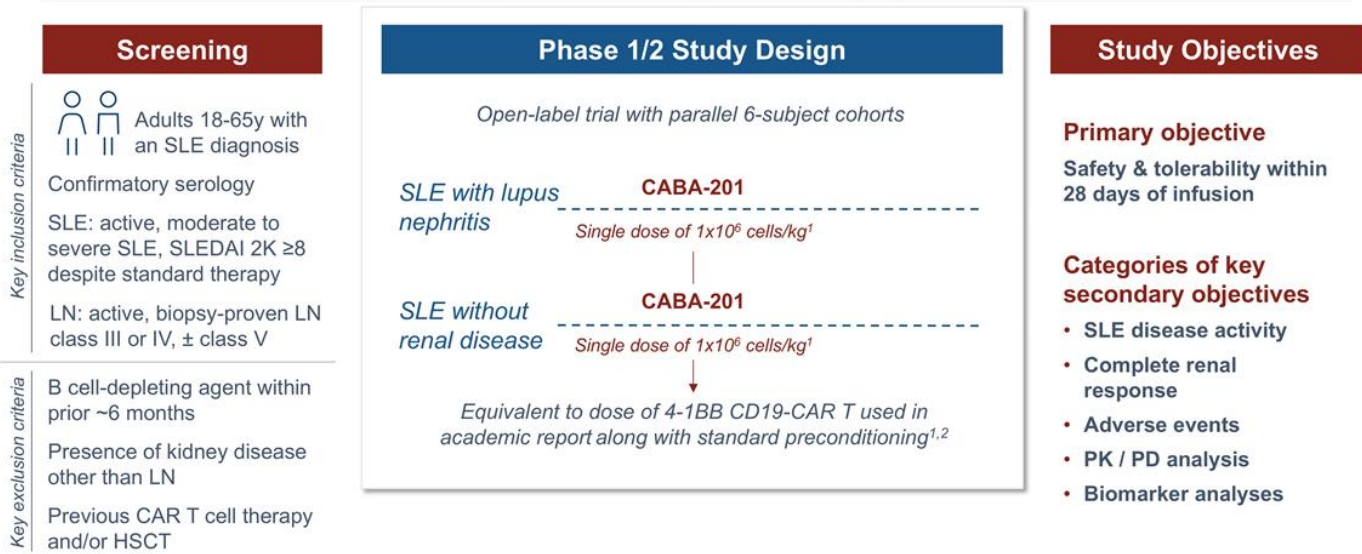 Screening
Key inclusion criteria
Adults 18-65y with
an SLE diagnosis
Confirmatory serology
SLE: active, moderate to
severe SLE, SLEDAI 2K ≥8
despite standard therapy
LN: active, biopsy-proven LN
class III or IV, ± class V
Key exclusion criteria
B cell-depleting agent within
prior ~6 months
Presence of kidney disease
other than LN
Previous CAR T cell therapy
and/or HSCT
Phase 1/2 Study Design
Open-label trial with parallel 6-subject cohorts
SLE with lupus
nephritis
CABA-201
Single dose of 1x10⁶ cells/kg¹
SLE without
renal disease
CABA-201
Single dose of 1x10⁶ cells/kg¹
Equivalent to dose of 4-1BB CD19-CAR T used in
academic report along with standard preconditioning¹,²
Study Objectives
Primary objective
Safety & tolerability within
28 days of infusion
Categories of key
secondary objectives
• SLE disease activity
• Complete renal
response
• Adverse events
• PK / PD analysis
• Biomarker analyses